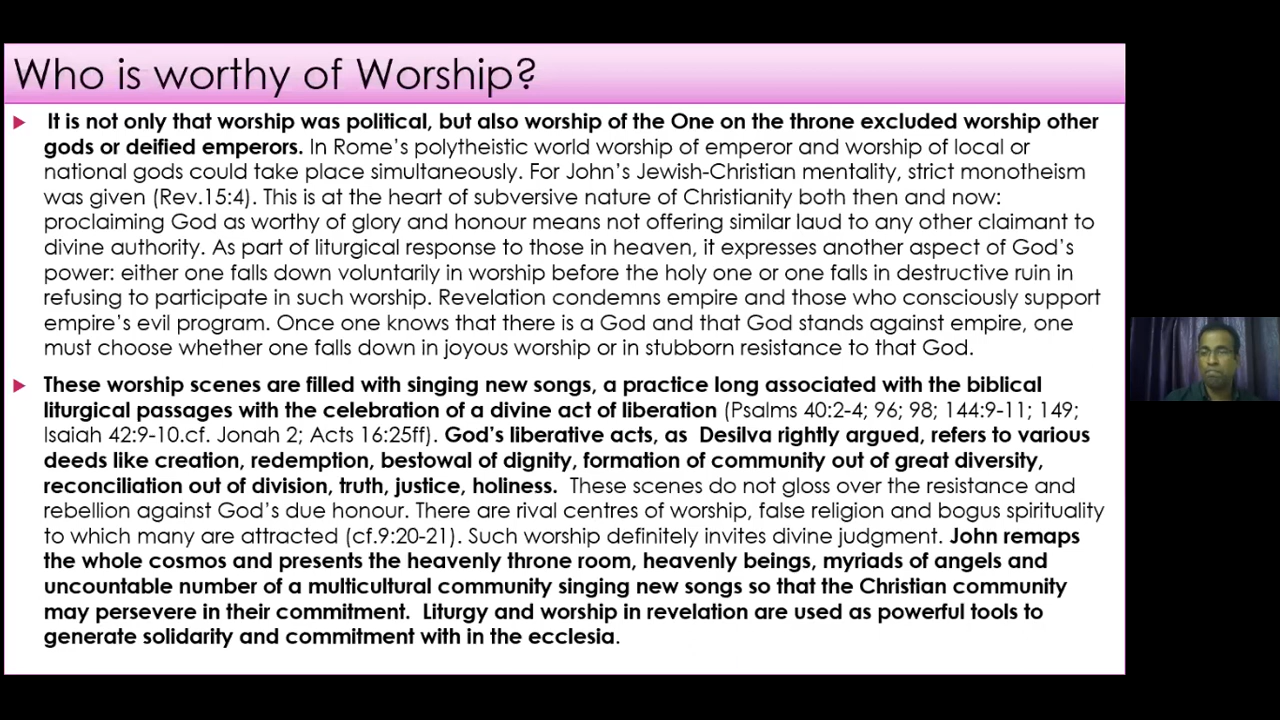 Who is worthy of Worship?
It is not only that worship was political, but also worship of the One on the throne excluded worship other
gods or deified emperors. In Rome's polytheistic world worship of emperor and worship of local or
national gods could take place simultaneously. For John's Jewish-Christian mentality, strict monotheism
was given (Rev.15:4). This is at the heart of subversive nature of Christianity both then and now:
proclaiming God as worthy of glory and honour means not offering similar laud to any other claimant to
divine authority. As part of liturgical response to those in heaven, it expresses another aspect of God's
power: either one falls down voluntarily in worship before the holy one or one falls in destructive ruin in
refusing to participate in such worship. Revelation condemns empire and those who consciously support
empire's evil program. Once one knows that there is a God and that God stands against empire, one
must choose whether one falls down in joyous worship or in stubborn resistance to that God.
These worship scenes are filled with singing new songs, a practice long associated with the biblical
liturgical passages with the celebration of a divine act of liberation (Psalms 40:2-4; 96; 98; 144:9-11; 149;
Isaiah 42:9-10.cf. Jonah 2; Acts 16:25ff). God's liberative acts, as Desilva rightly argued, refers to various
deeds like creation, redemption, bestowal of dignity, formation of community out of great diversity,
reconciliation out of division, truth, justice, holiness. These scenes do not gloss over the resistance and
rebellion against God's due honour. There are rival centres of worship, false religion and bogus spirituality
to which many are attracted (cf.9:20-21). Such worship definitely invites divine judgment. John remaps
the whole cosmos and presents the heavenly throne room, heavenly beings, myriads of angels and
uncountable number of a multicultural community singing new songs so that the Christian community
may persevere in their commitment. Liturgy and worship in revelation are used as powerful tools to
generate solidarity and commitment with in the ecclesia.